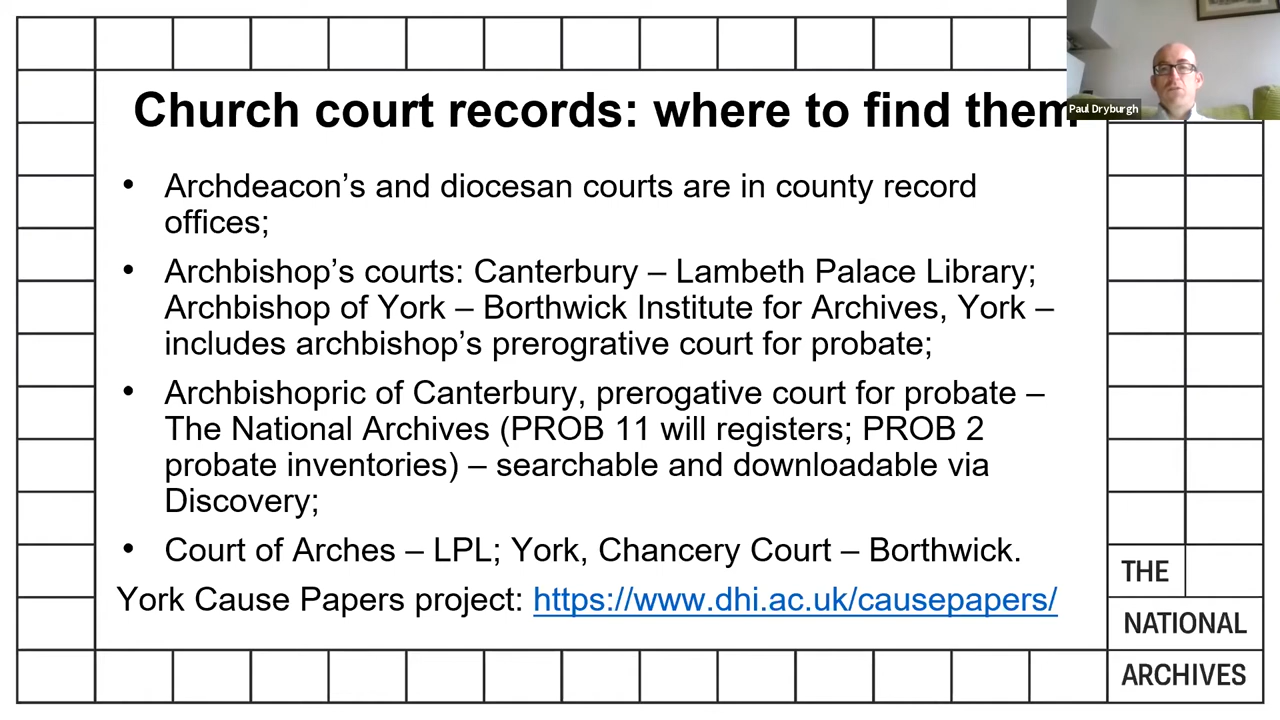 Church court records: where to find them
Paul Dryburgh
• Archdeacon’s and diocesan courts are in county record
offices;
• Archbishop’s courts: Canterbury – Lambeth Palace Library;
Archbishop of York – Borthwick Institute for Archives, York –
includes archbishop’s prerogrative court for probate;
• Archbishopric of Canterbury, prerogative court for probate –
The National Archives (PROB 11 will registers; PROB 2
probate inventories) – searchable and downloadable via
Discovery;
• Court of Arches – LPL; York, Chancery Court – Borthwick.
York Cause Papers project: https://www.dhi.ac.uk/causepapers/
THE
NATIONAL
ARCHIVES